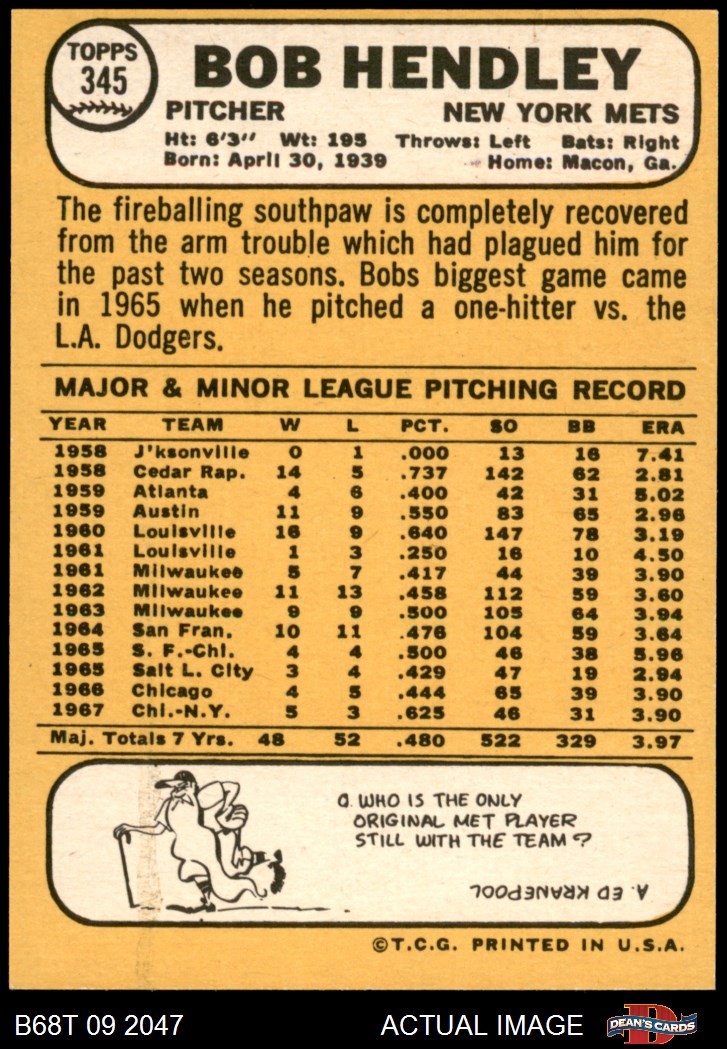 TOPPS
345
BOB HENDLEY
PITCHER NEW YORK METS
Ht: 6'3" Wt: 195 Throws: Left Bats: Right
Born: April 30, 1939 Home: Macon, Ga.
The fireballing southpaw is completely recovered
from the arm trouble which had plagued him for
the past two seasons. Bobs biggest game came
in 1965 when he pitched a one-hitter vs. the
L.A. Dodgers.
MAJOR & MINOR LEAGUE PITCHING RECORD
YEAR TEAM W L PCT. SO BB ERA
1958 J'ksonville 0 1 .000 13 16 7.41
1958 Cedar Rap. 14 5 .737 142 62 2.81
1959 Atlanta 4 6 .400 42 31 5.02
1959 Austin 11 9 .550 83 65 2.96
1960 Louisville 16 9 .640 147 78 3.19
1961 Louisville 1 3 .250 16 10 4.50
1961 Milwaukee 5 7 .417 44 39 3.90
1962 Milwaukee 11 13 .458 112 59 3.60
1963 Milwaukee 9 9 .500 105 64 3.94
1964 San Fran. 10 11 .476 104 59 3.64
1965 S. F.-Chi. 4 4 .500 46 38 5.96
1965 Salt L. City 3 4 .429 47 19 2.94
1966 Chicago 4 5 .444 65 39 3.90
1967 Chi.-N.Y. 5 3 .625 46 31 3.90
Maj. Totals 7 Yrs. 48 52 .480 522 329 3.97
Q. WHO IS THE ONLY
ORIGINAL MET PLAYER
STILL WITH THE TEAM?
A. ED KRANEPOOL
©T.C.G. PRINTED IN U.S.A.
B68T 09 2047 ACTUAL IMAGE DEAN'S CARDS